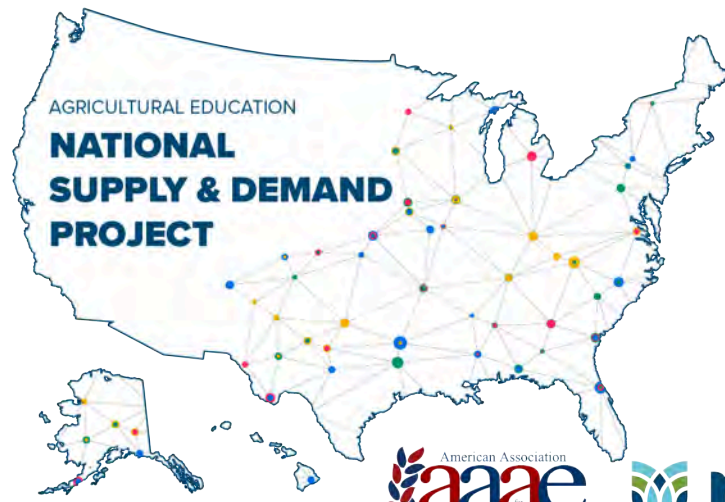 AGRICULTURAL EDUCATION
NATIONAL
SUPPLY & DEMAND
PROJECT
American Association
aaae